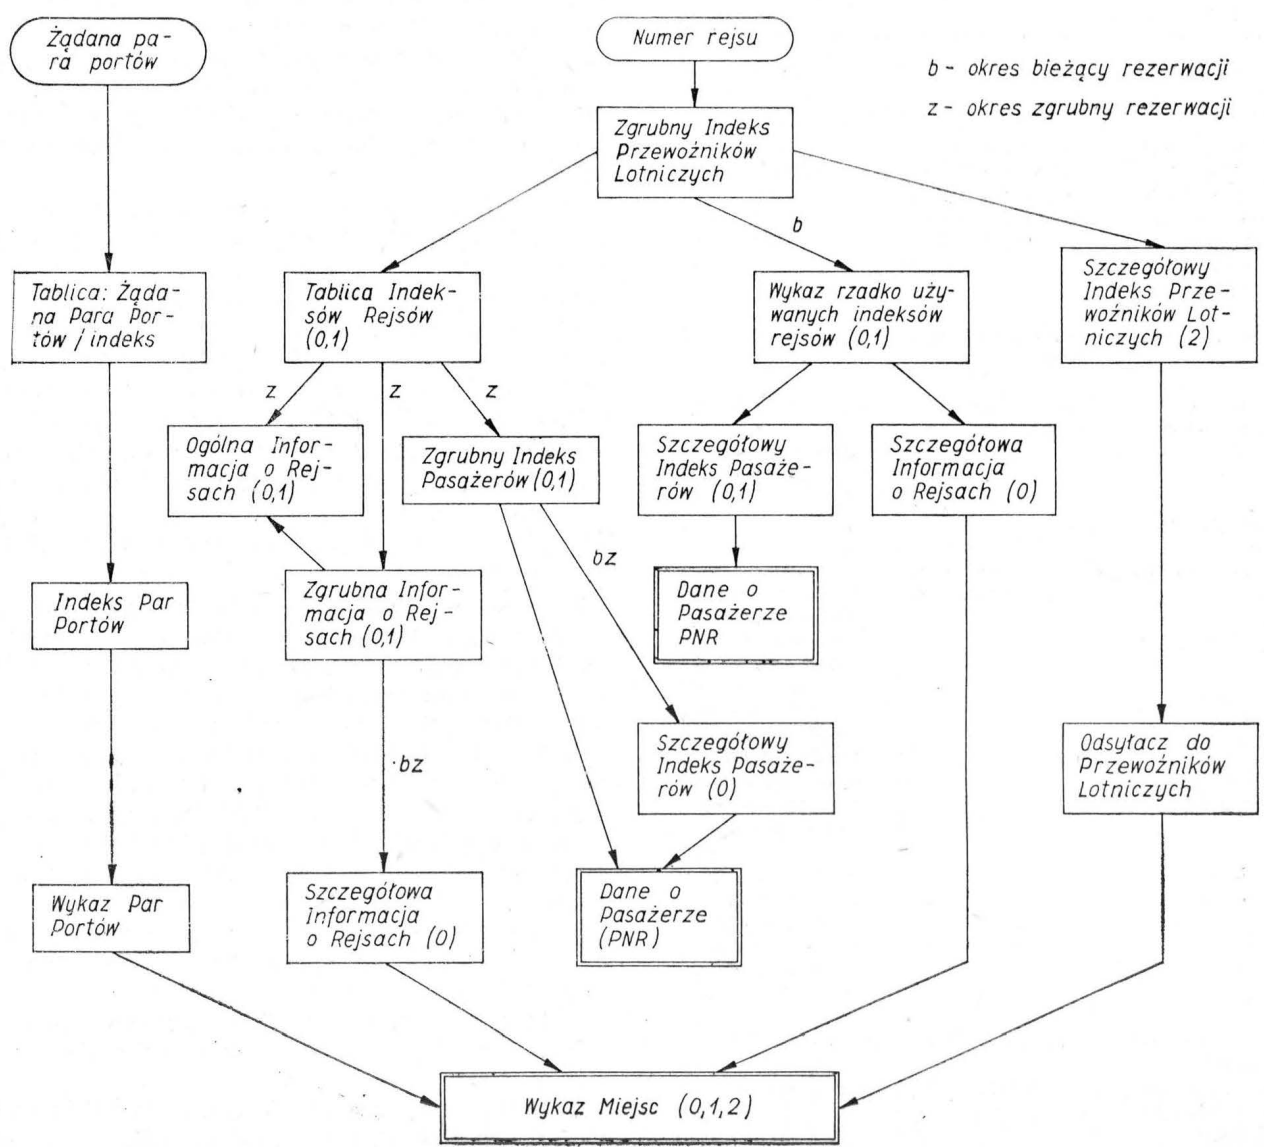 Żądana pa-
ra portów
Numer rejsu
b - okres bieżący rezerwacji
z - okres zgrubny rezerwacji
Zgrubny Indeks
Przewoźników
Lotniczych
b
Tablica: Żąda-
na Para Por-
tów / indeks
Tablica Indek-
sów Rejsów
(0,1)
Wykaz rzadko uży-
wanych indeksów
rejsów (0,1)
Szczegółowy
Indeks Prze-
woźników Lot-
niczych (2)
z
z
z
Ogólna Infor-
macja o Rej-
sach (0,1)
Zgrubny Indeks
Pasażerów (0,1)
Szczegółowy
Indeks Pasaże-
rów (0,1)
Szczegółowa
Informacja
o Rejsach (0)
bz
Indeks Par
Portów
Zgrubna Infor-
macja o Rej-
sach (0,1)
Dane o
Pasażerze
PNR
bz
Szczegółowy
Indeks Pasaże-
rów (0)
Odsyłacz do
Przewoźników
Lotniczych
Wykaz Par
Portów
Szczegółowa
Informacja
o Rejsach (0)
Dane o
Pasażerze
(PNR)
Wykaz Miejsc (0,1,2)